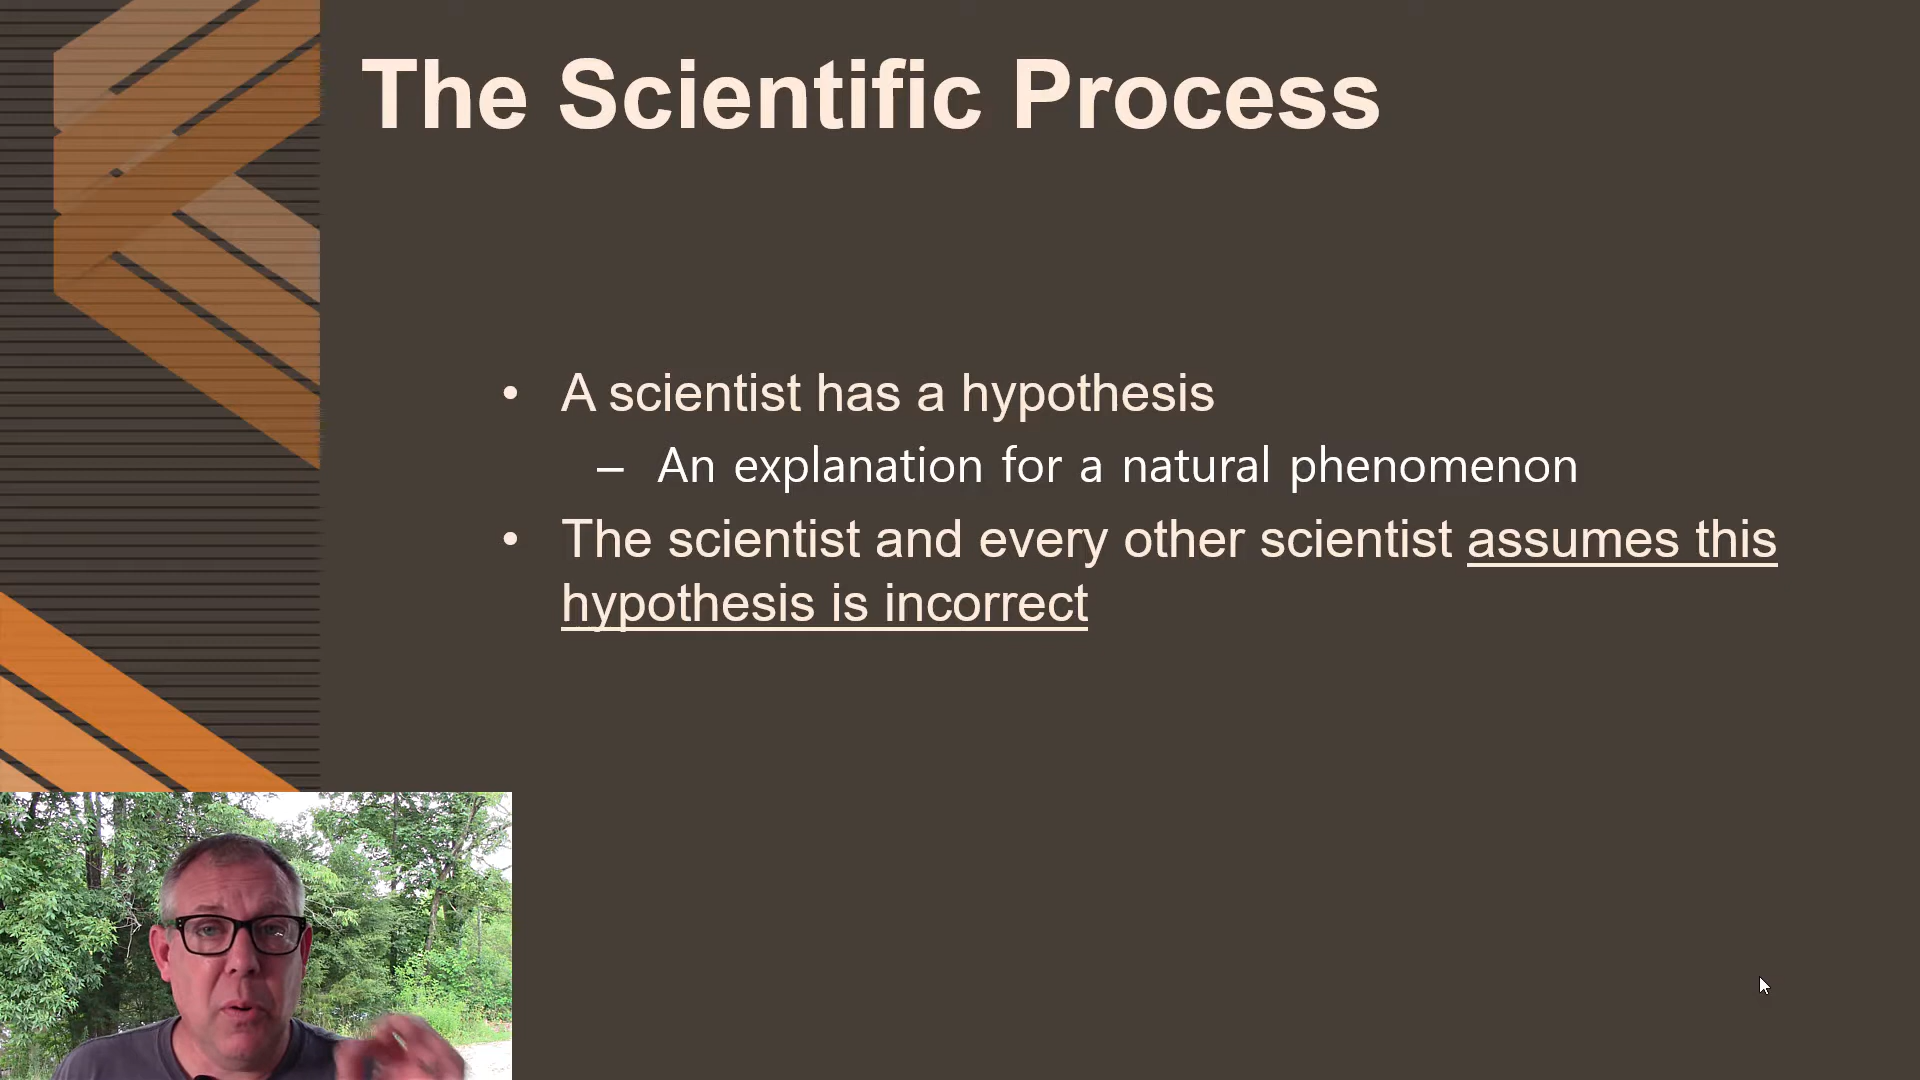 The Scientific Process
• A scientist has a hypothesis
– An explanation for a natural phenomenon
• The scientist and every other scientist assumes this
hypothesis is incorrect